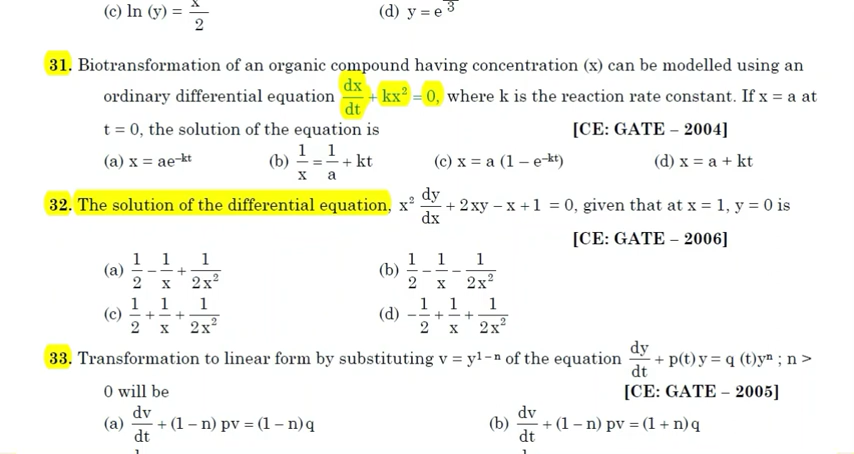 (c) ln (y) = x/2 (d) y = e^3
31. Biotransformation of an organic compound having concentration (x) can be modelled using an
ordinary differential equation dx/dt + kx² = 0, where k is the reaction rate constant. If x = a at
t = 0, the solution of the equation is [CE: GATE – 2004]
(a) x = ae^–kt (b) 1/x = 1/a + kt (c) x = a (1 – e^–kt) (d) x = a + kt
32. The solution of the differential equation, x² dy/dx + 2xy – x + 1 = 0, given that at x = 1, y = 0 is
[CE: GATE – 2006]
(a) 1/2 – 1/x + 1/2x² (b) 1/2 – 1/x – 1/2x²
(c) 1/2 + 1/x + 1/2x² (d) –1/2 + 1/x + 1/2x²
33. Transformation to linear form by substituting v = y^1–n of the equation dy/dt + p(t)y = q (t)yⁿ ; n >
0 will be [CE: GATE – 2005]
(a) dv/dt + (1 – n) pv = (1 – n)q (b) dv/dt + (1 – n) pv = (1 + n)q